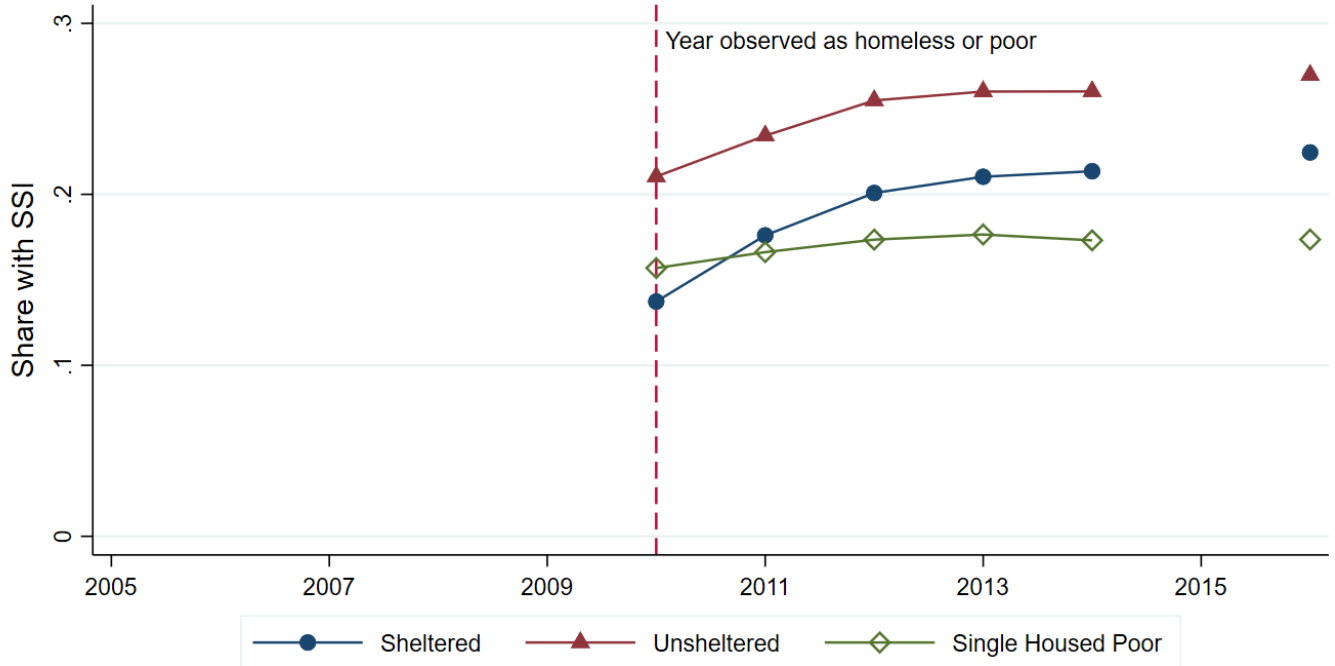 .3
Year observed as homeless or poor
.2
Share with SSI
.1
0
2005 2007 2009 2011 2013 2015
Sheltered Unsheltered Single Housed Poor